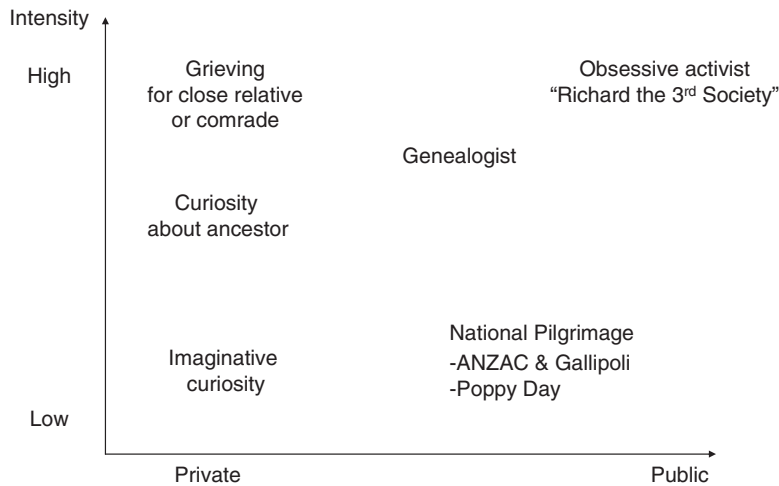 Intensity
High
Grieving
for close relative
or comrade
Obsessive activist
“Richard the 3rd Society”
Genealogist
Curiosity
about ancestor
National Pilgrimage
-ANZAC & Gallipoli
-Poppy Day
Imaginative
curiosity
Low
Private
Public